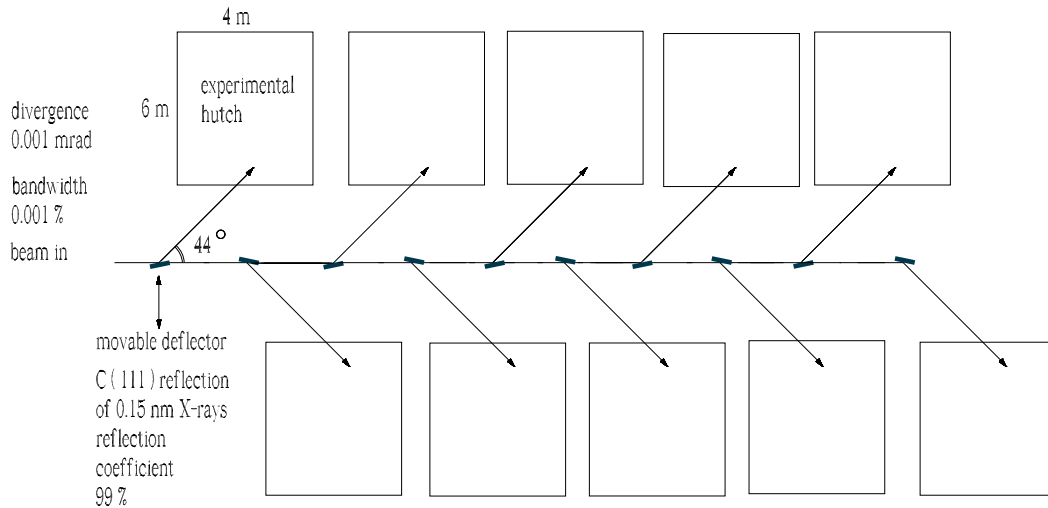 4 m
experimental
hutch
6 m
divergence
0.001 mrad
bandwidth
0.001 %
beam in
44°
movable deflector
C ( 111 ) reflection
of 0.15 nm X-rays
reflection
coefficient
99 %